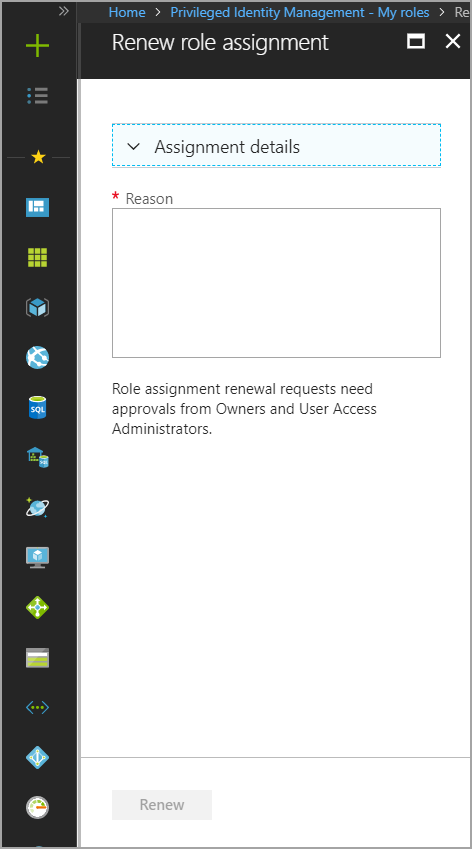 Home > Privileged Identity Management - My roles > Re
Renew role assignment
Assignment details
* Reason
Role assignment renewal requests need
approvals from Owners and User Access
Administrators.
SQL
SQL
Renew